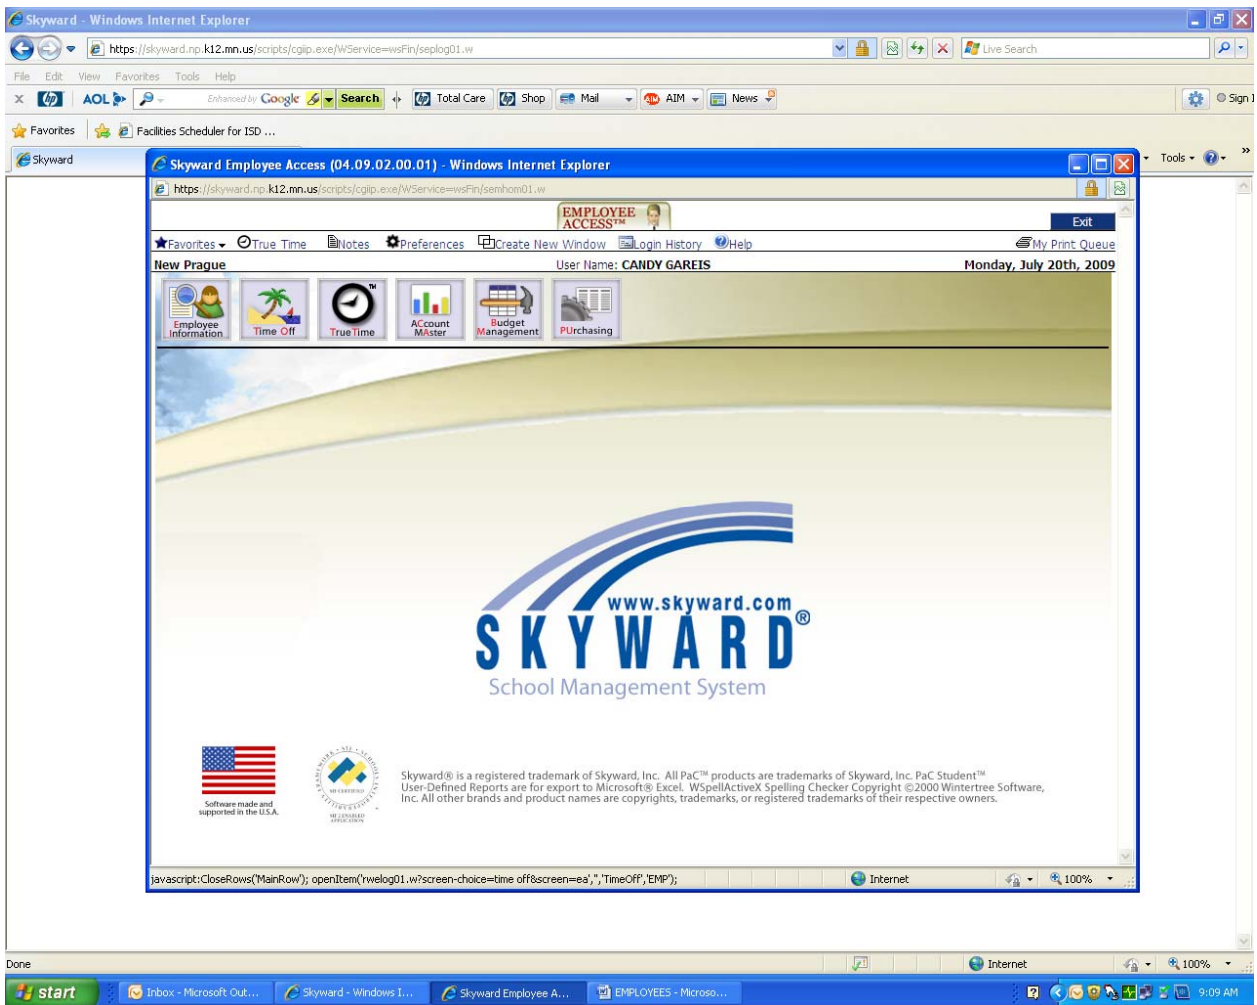 Skyward - Windows Internet Explorer
https://skyward.np.k12.mn.us/scripts/cgiip.exe/WService=wsFin/seplog01.w
Live Search
File Edit View Favorites Tools Help
x hp AOL Enhanced by Google Search Total Care Shop Mail AIM News Sign I
Favorites Facilities Scheduler for ISD ...
Skyward
Tools
Skyward Employee Access (04.09.02.00.01) - Windows Internet Explorer
https://skyward.np.k12.mn.us/scripts/cgiip.exe/WService=wsFin/semhom01.w
EMPLOYEE
ACCESS™
Exit
Favorites True Time Notes Preferences Create New Window Login History Help My Print Queue
New Prague User Name: CANDY GAREIS Monday, July 20th, 2009
Employee
Information
Time Off
TrueTime
ACcount
MAster
Budget
Management
PUrchasing
www.skyward.com
SKYWARD®
School Management System
Software made and
supported in the U.S.A.
Skyward® is a registered trademark of Skyward, Inc. All PaC™ products are trademarks of Skyward, Inc. PaC Student™
User-Defined Reports are for export to Microsoft® Excel. WSpellActiveX Spelling Checker Copyright ©2000 Wintertree Software,
Inc. All other brands and product names are copyrights, trademarks, or registered trademarks of their respective owners.
javascript:CloseRows('MainRow'); openItem('rwelog01.w?screen-choice=time off&screen=ea','','TimeOff','EMP');
Internet 100%
Done Internet 100%
start Inbox - Microsoft Out... Skyward - Windows I... Skyward Employee A... EMPLOYEES - Microso... 9:09 AM